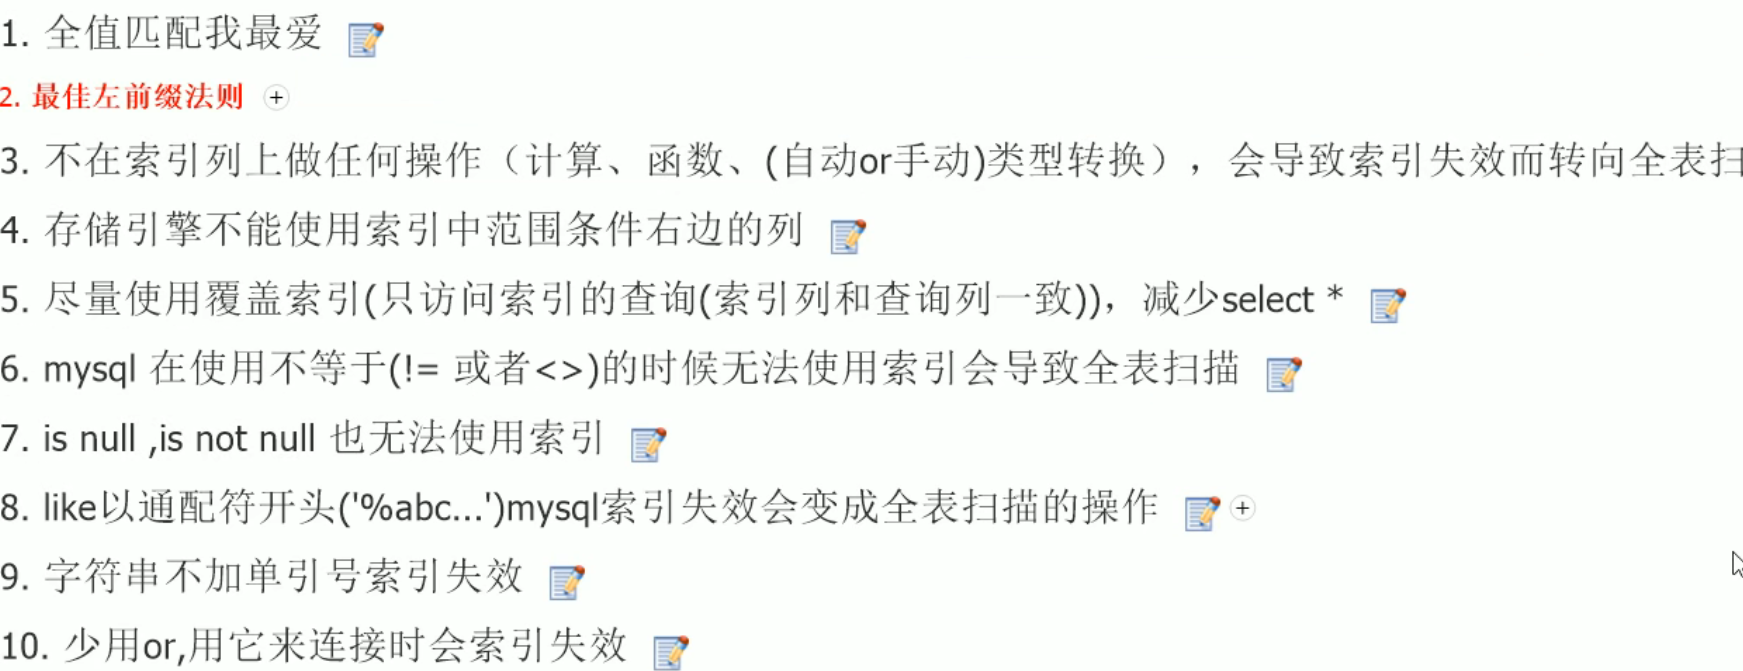 1. 全值匹配我最爱
2. 最佳左前缀法则
3. 不在索引列上做任何操作（计算、函数、(自动or手动)类型转换），会导致索引失效而转向全表扫
4. 存储引擎不能使用索引中范围条件右边的列
5. 尽量使用覆盖索引(只访问索引的查询(索引列和查询列一致))，减少select *
6. mysql 在使用不等于(!= 或者<>)的时候无法使用索引会导致全表扫描
7. is null ,is not null 也无法使用索引
8. like以通配符开头('%abc...')mysql索引失效会变成全表扫描的操作
9. 字符串不加单引号索引失效
10. 少用or,用它来连接时会索引失效